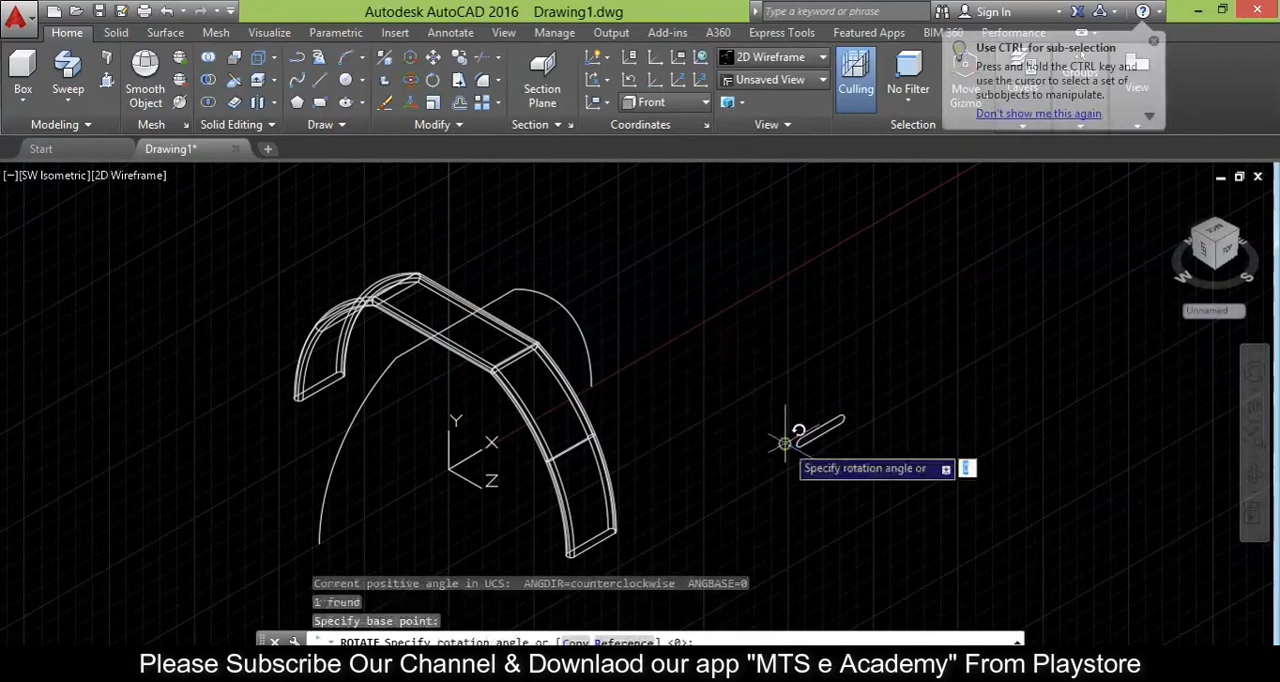 Autodesk AutoCAD 2016 Drawing1.dwg
Type a keyword or phrase
Sign In
Home Solid Surface Mesh Visualize Parametric Insert Annotate View Manage Output Add-ins A360 Express Tools Featured Apps BIM 360 Performance
Use CTRL for sub-selection
Press and hold the CTRL key and
use the cursor to select a set of
subobjects to manipulate.
Don't show me this again
2D Wireframe
Unsaved View
Front
Box Sweep Smooth
Object
Section
Plane
Culling No Filter Move
Gizmo
Layers
Groups
View
Modeling Mesh Solid Editing Draw Modify Section Coordinates View Selection
Start Drawing1*
[−][SW Isometric][2D Wireframe]
W S
Unnamed
Y
X
Z
Specify rotation angle or 0
Current positive angle in UCS: ANGDIR=counterclockwise ANGBASE=0
1 found
Specify base point:
ROTATE Specify rotation angle or [Copy Reference] <0>:
Please Subscribe Our Channel & Downlaod our app "MTS e Academy" From Playstore